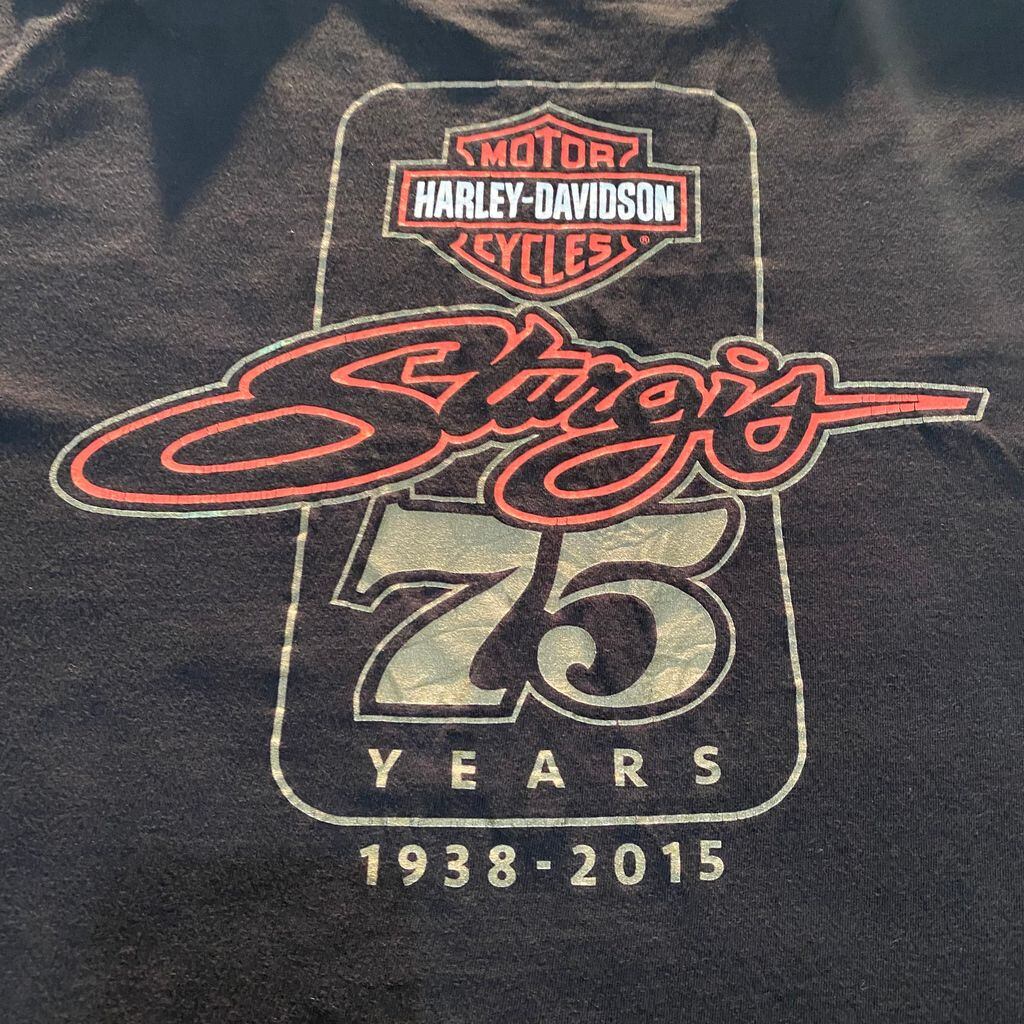 MOTOR
HARLEY-DAVIDSON
CYCLES®
Sturgis
75
YEARS
1938-2015